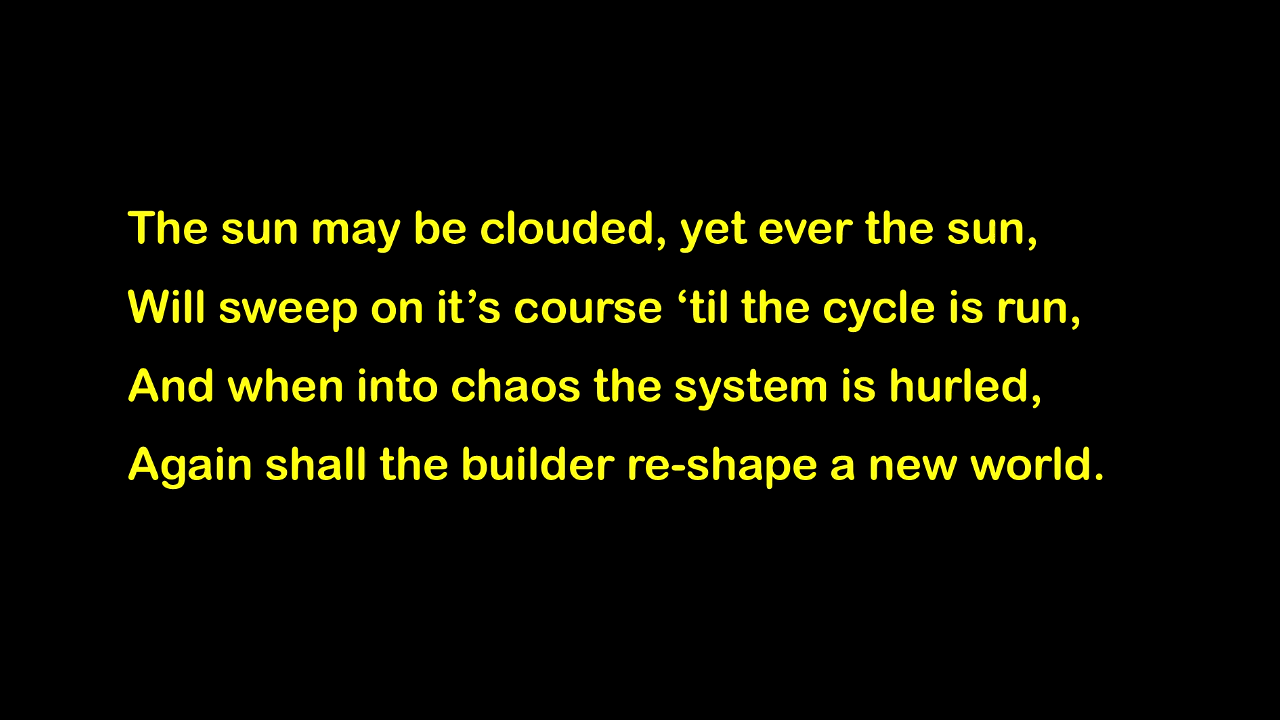 The sun may be clouded, yet ever the sun,
Will sweep on it’s course ‘til the cycle is run,
And when into chaos the system is hurled,
Again shall the builder re-shape a new world.